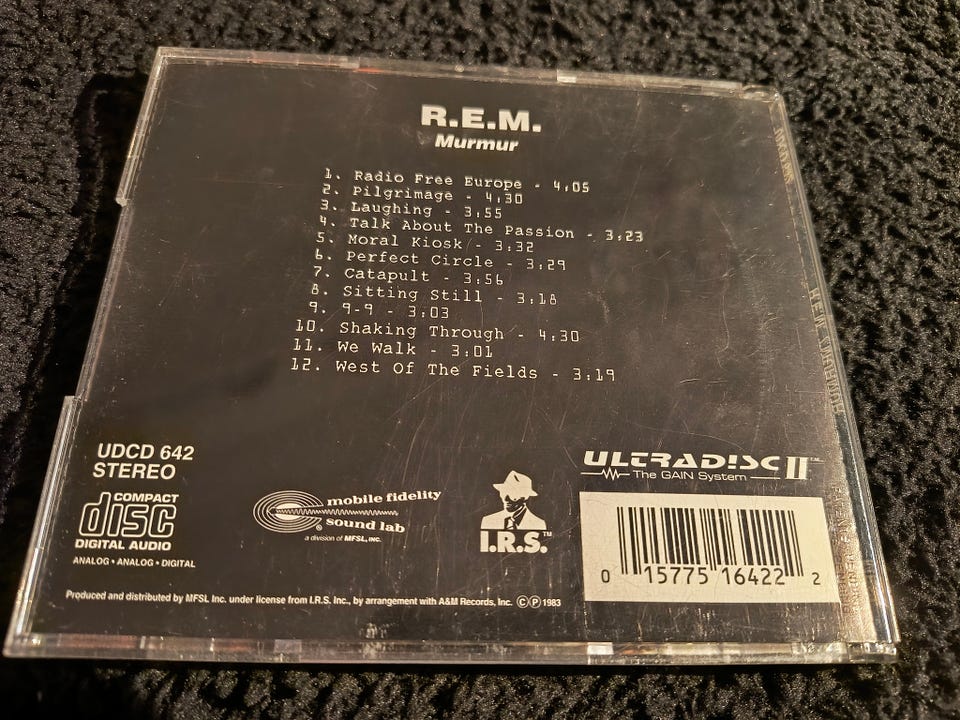 R.E.M.
Murmur
1. Radio Free Europe - 4:05
2. Pilgrimage - 4:30
3. Laughing - 3:55
4. Talk About The Passion - 3:23
5. Moral Kiosk - 3:32
6. Perfect Circle - 3:29
7. Catapult - 3:56
8. Sitting Still - 3:18
9. 9-9 - 3:03
10. Shaking Through - 4:30
11. We Walk - 3:01
12. West Of The Fields - 3:19
UDCD 642
STEREO
COMPACT
disc
DIGITAL AUDIO
ANALOG • ANALOG • DIGITAL
mobile fidelity
sound lab
a division of MFSL, INC.
I.R.S.™
ULTRADISC II™
The GAIN System
0 15775 16422 2
Produced and distributed by MFSL Inc. under license from I.R.S. Inc., by arrangement with A&M Records, Inc. ©℗ 1983